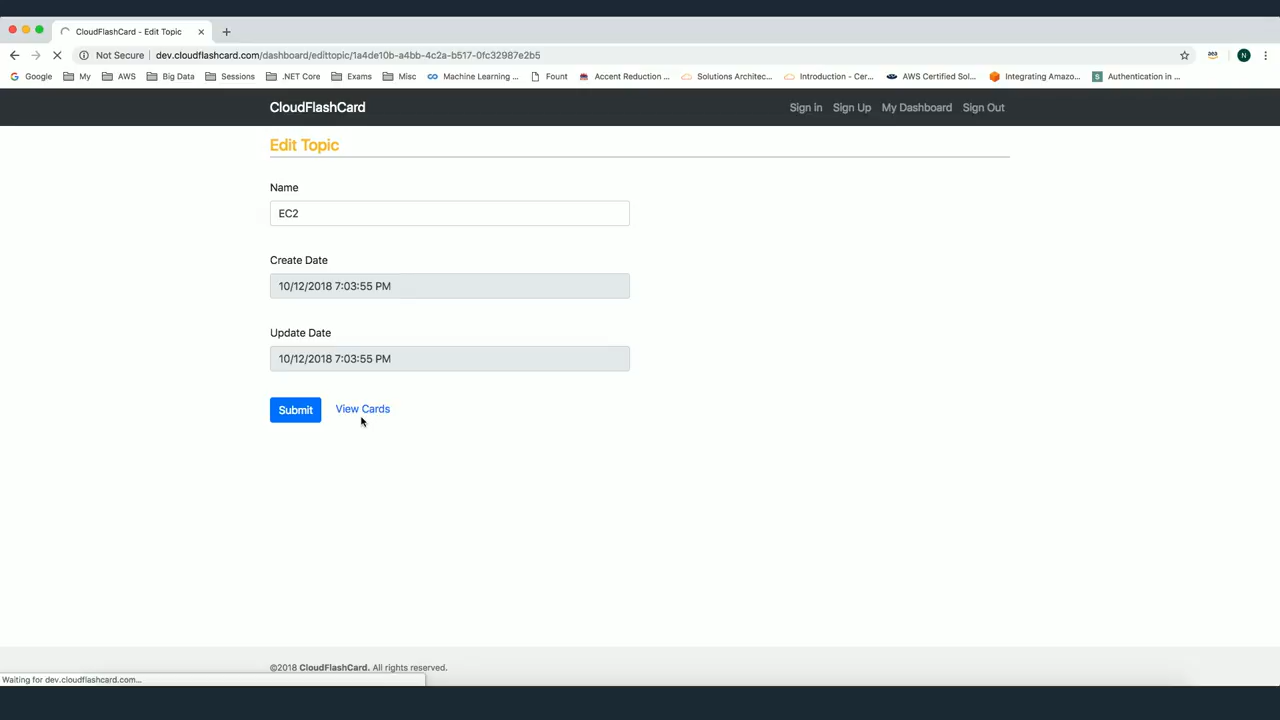 CloudFlashCard - Edit Topic
Not Secure dev.cloudflashcard.com/dashboard/edittopic/1a4de10b-a4bb-4c2a-b517-0fc32987e2b5
N
Google My AWS Big Data Sessions .NET Core Exams Misc Machine Learning ... Fount Accent Reduction ... Solutions Architec... Introduction - Cer... AWS Certified Sol... Integrating Amazo... Authentication in ...
CloudFlashCard Sign in Sign Up My Dashboard Sign Out
Edit Topic
Name
EC2
Create Date
10/12/2018 7:03:55 PM
Update Date
10/12/2018 7:03:55 PM
Submit View Cards
©2018 CloudFlashCard. All rights reserved.
Waiting for dev.cloudflashcard.com...